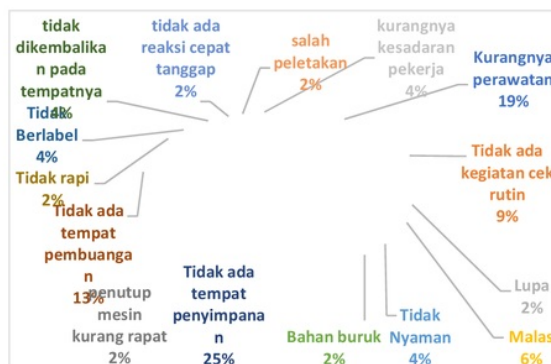 tidak
dikembalika
n pada
tempatnya
4%
tidak ada
reaksi cepat
tanggap
2%
salah
peletakan
2%
kurangnya
kesadaran
pekerja
4%
Kurangnya
perawatan
19%
Tidak
Berlabel
4%
Tidak ada
kegiatan cek
rutin
9%
Tidak rapi
2%
Tidak ada
tempat
pembuanga
n
13%
penutup
mesin
kurang rapat
2%
Tidak ada
tempat
penyimpana
n
25%
Bahan buruk
2%
Tidak
Nyaman
4%
Lupa
2%
Malas
6%